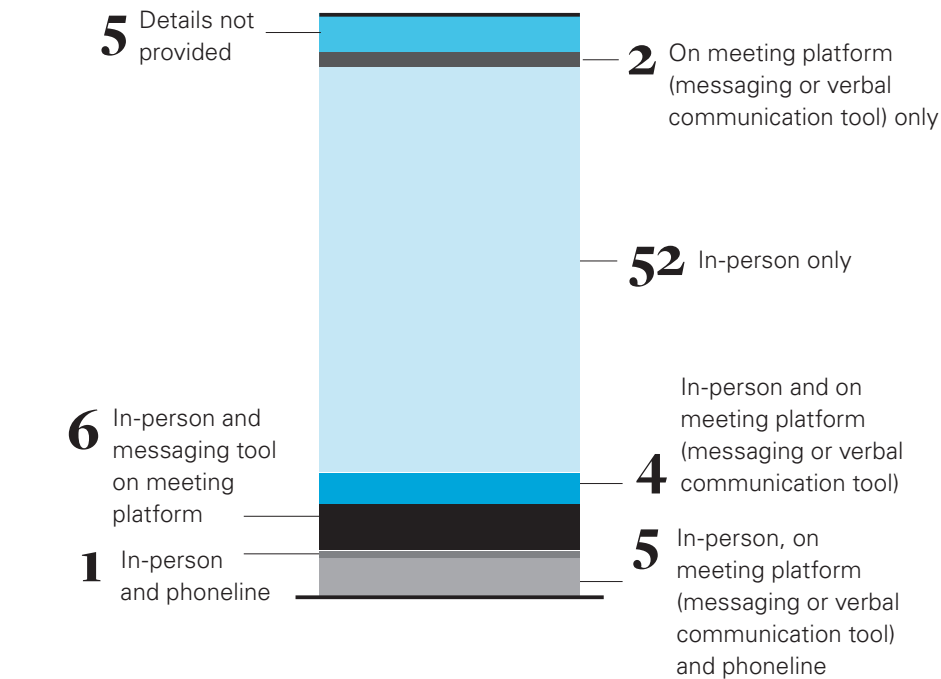 5 Details not
provided
2 On meeting platform
(messaging or verbal
communication tool) only
52 In-person only
In-person and on
meeting platform
(messaging or verbal
4 communication tool)
6 In-person and
messaging tool
on meeting
platform
1 In-person
and phoneline
5 In-person, on
meeting platform
(messaging or verbal
communication tool)
and phoneline